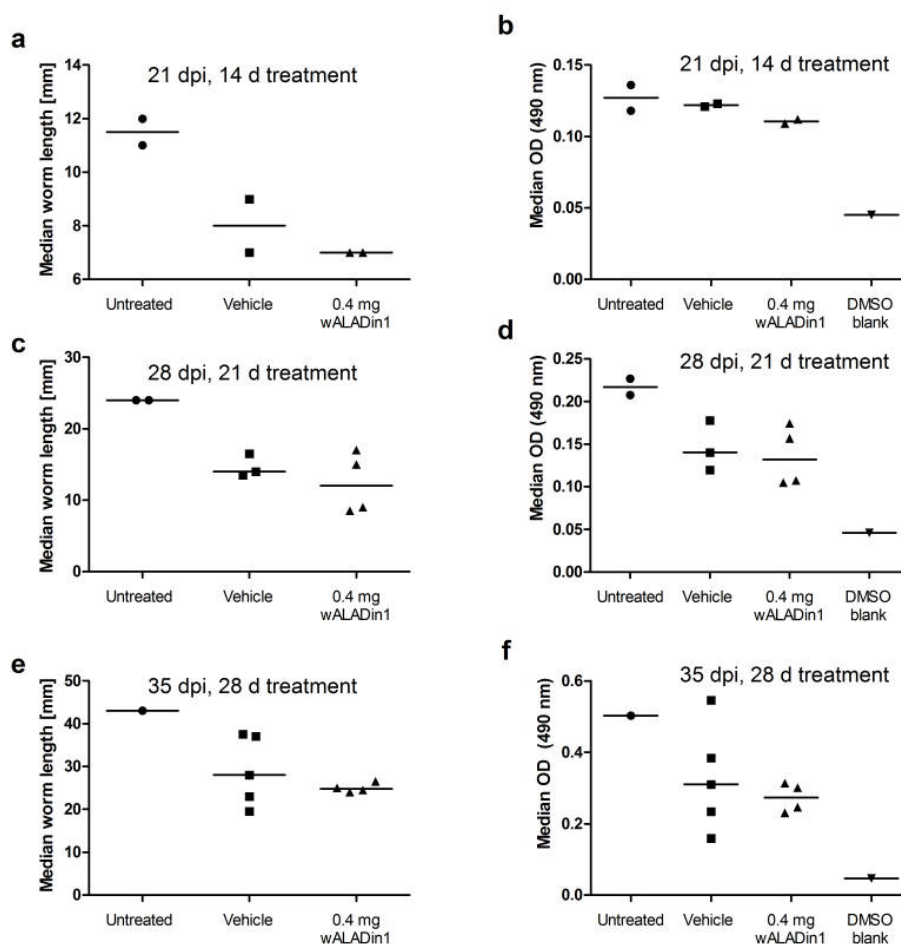 a
21 dpi, 14 d treatment
Median worm length [mm]
14
12
10
8
6
Untreated
Vehicle
0.4 mg
wALADin1
b
21 dpi, 14 d treatment
Median OD (490 nm)
0.15
0.10
0.05
0.00
Untreated
Vehicle
0.4 mg
wALADin1
DMSO
blank
c
28 dpi, 21 d treatment
Median worm length [mm]
30
20
10
0
Untreated
Vehicle
0.4 mg
wALADin1
d
28 dpi, 21 d treatment
Median OD (490 nm)
0.25
0.20
0.15
0.10
0.05
0.00
Untreated
Vehicle
0.4 mg
wALADin1
DMSO
blank
e
35 dpi, 28 d treatment
Median worm length [mm]
50
40
30
20
10
0
Untreated
Vehicle
0.4 mg
wALADin1
f
35 dpi, 28 d treatment
Median OD (490 nm)
0.6
0.4
0.2
0.0
Untreated
Vehicle
0.4 mg
wALADin1
DMSO
blank